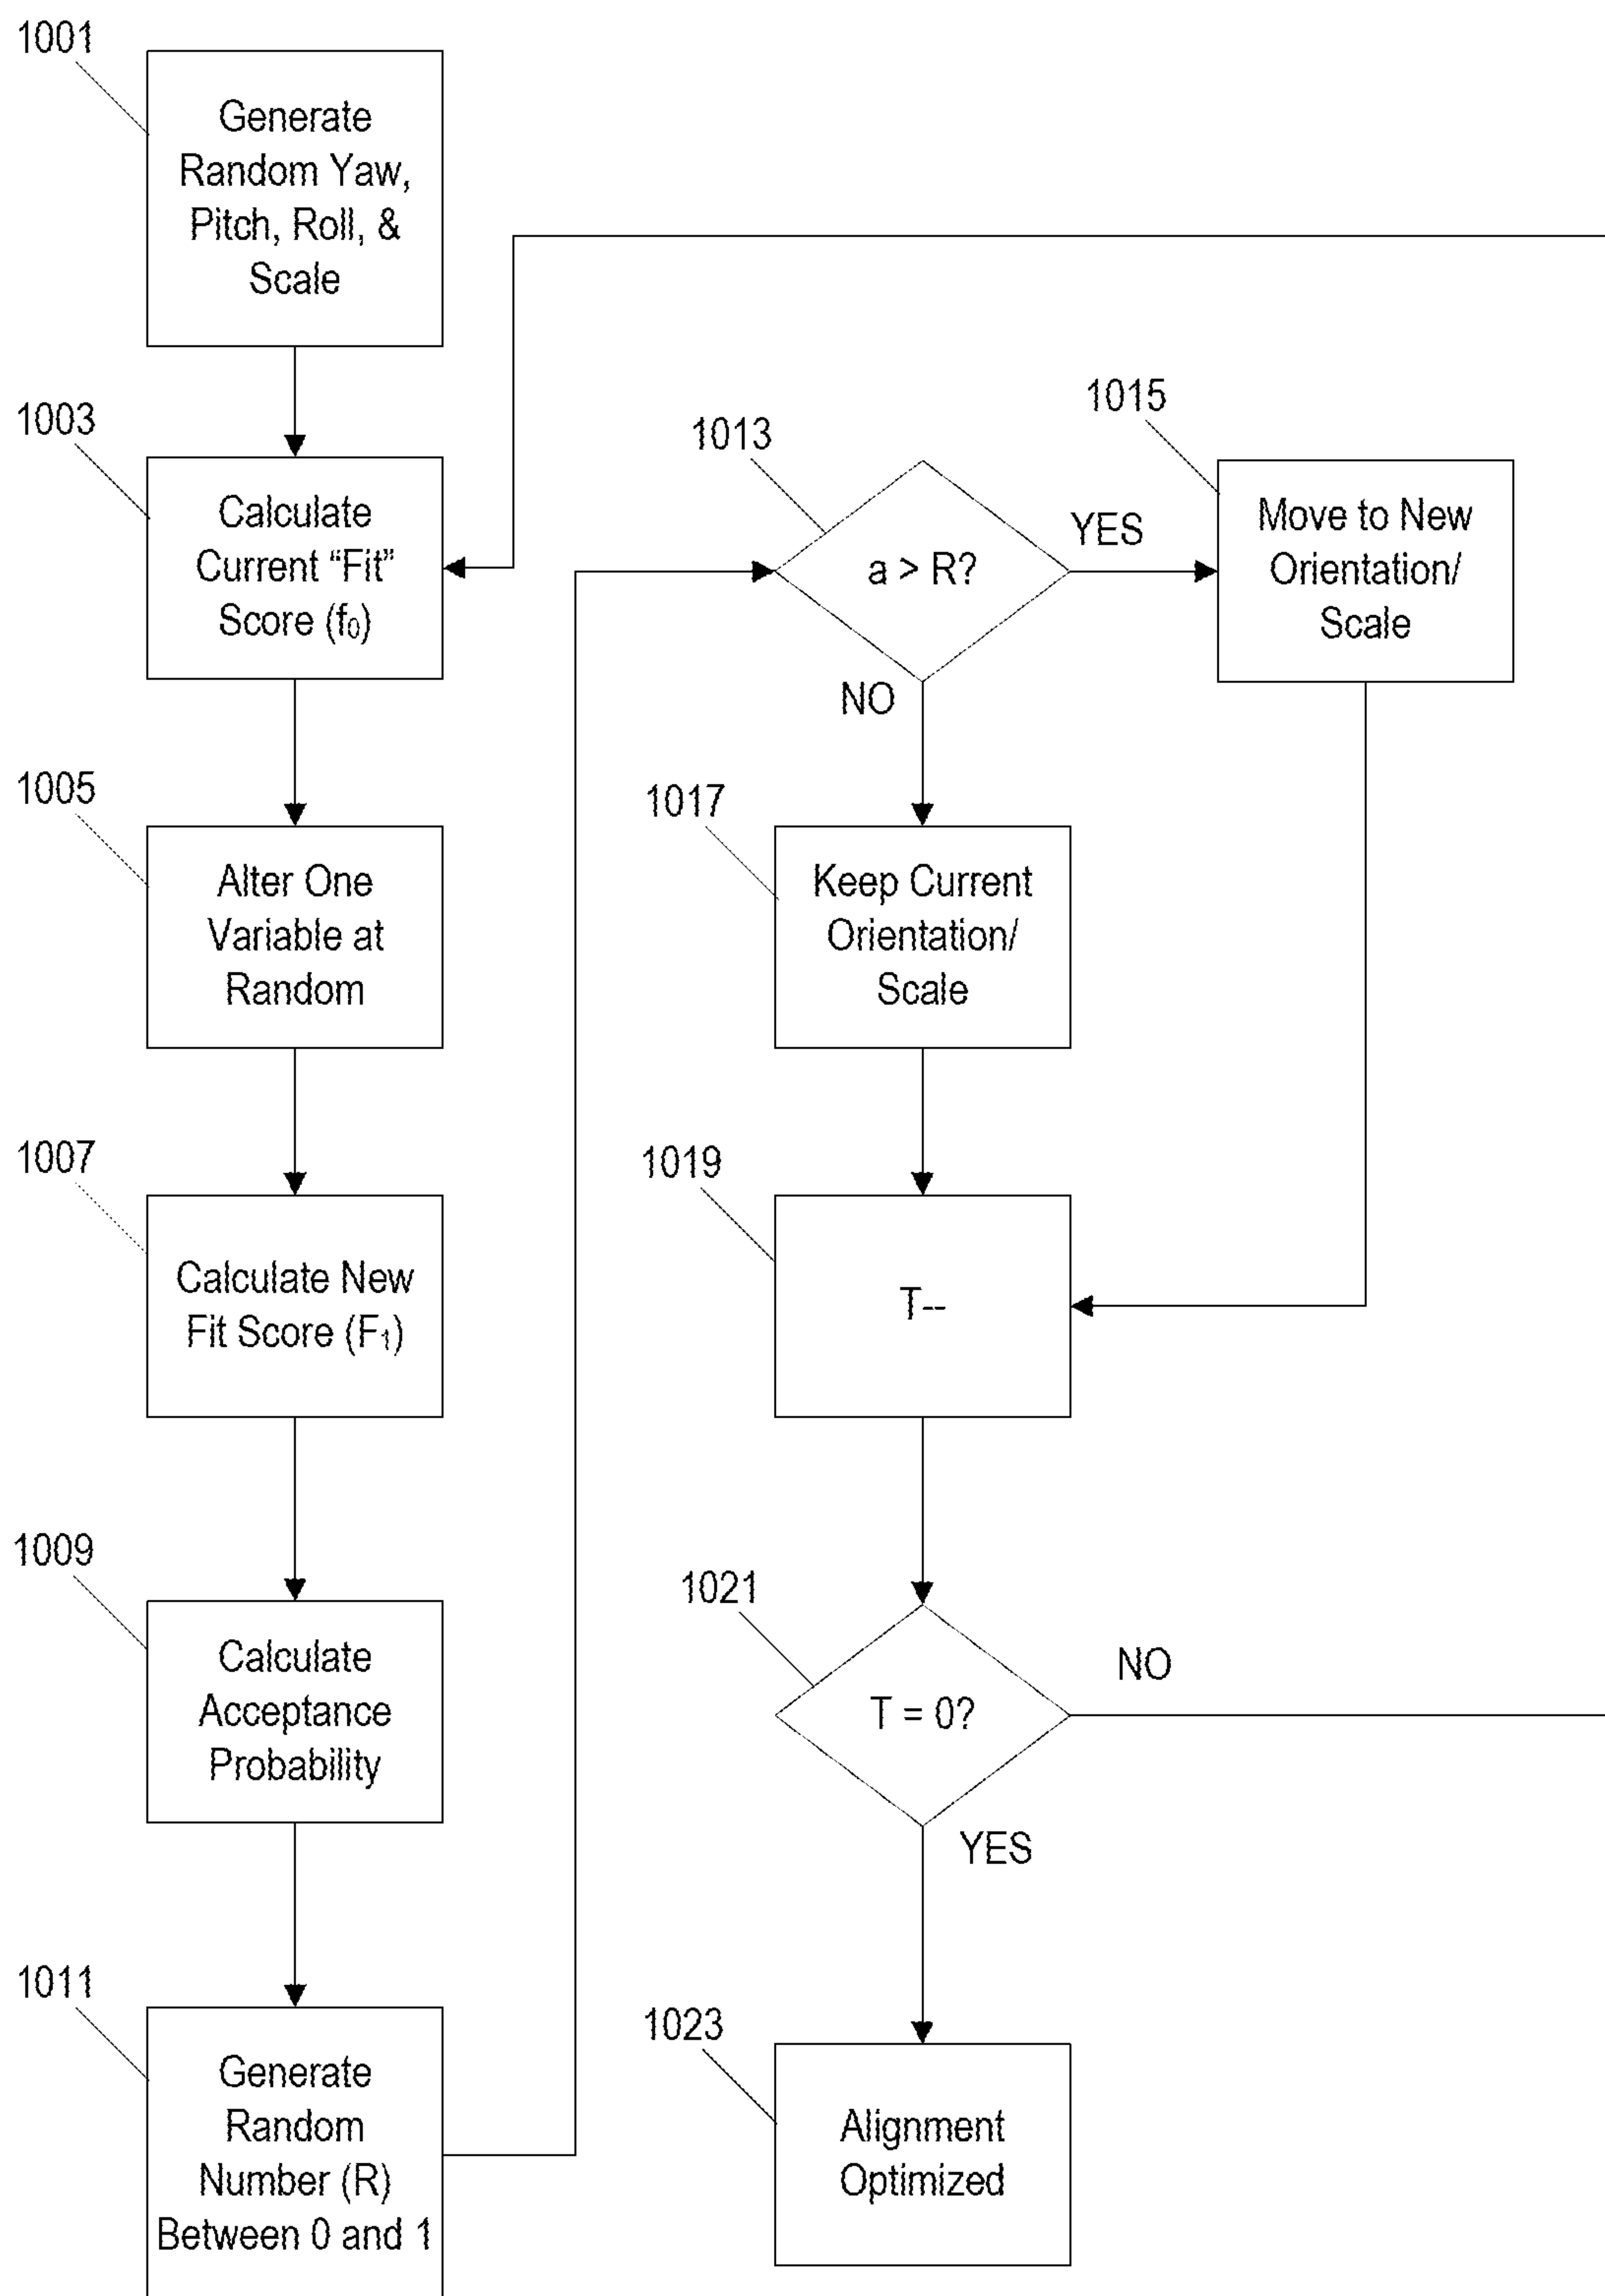 1001
Generate
Random Yaw,
Pitch, Roll, &
Scale
1003
Calculate
Current “Fit”
Score (f₀)
1005
Alter One
Variable at
Random
1007
Calculate New
Fit Score (F₁)
1009
Calculate
Acceptance
Probability
1011
Generate
Random
Number (R)
Between 0 and 1
1013
a > R?
YES
NO
1015
Move to New
Orientation/
Scale
1017
Keep Current
Orientation/
Scale
1019
T--
1021
T = 0?
NO
YES
1023
Alignment
Optimized